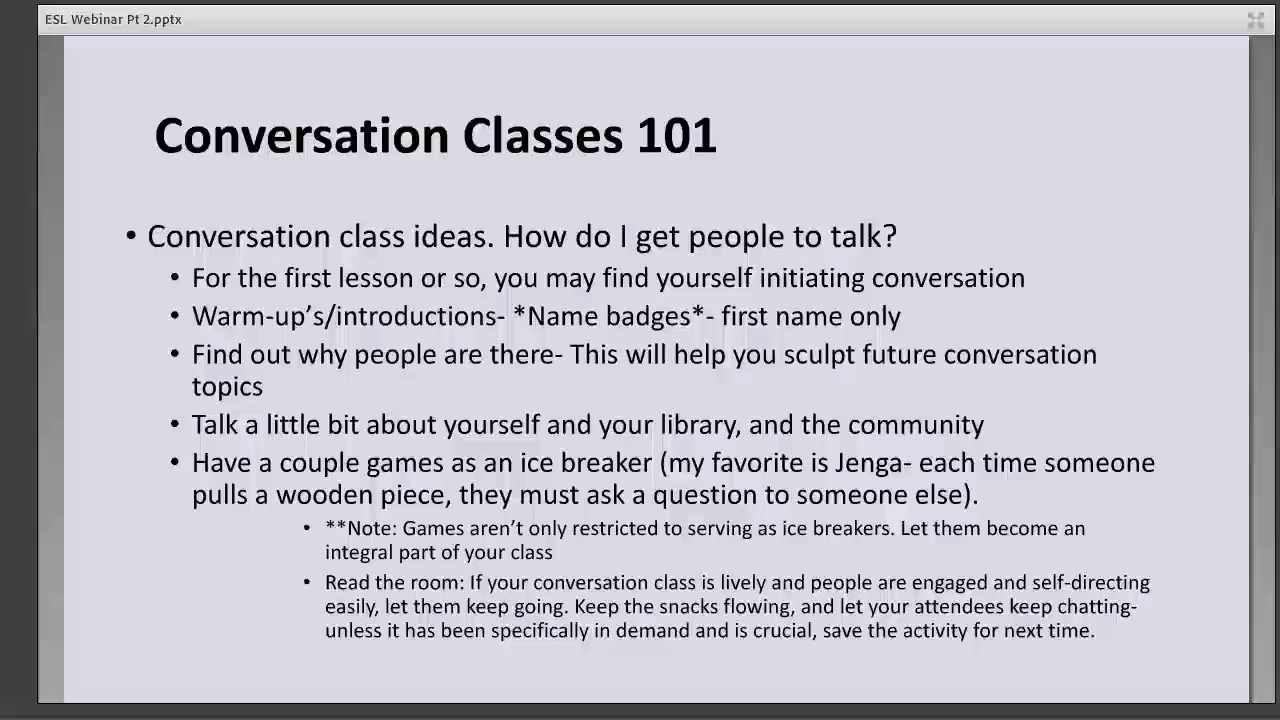 ESL Webinar Pt 2.pptx
Conversation Classes 101
• Conversation class ideas. How do I get people to talk?
• For the first lesson or so, you may find yourself initiating conversation
• Warm-up’s/introductions- *Name badges*- first name only
• Find out why people are there- This will help you sculpt future conversation
topics
• Talk a little bit about yourself and your library, and the community
• Have a couple games as an ice breaker (my favorite is Jenga- each time someone
pulls a wooden piece, they must ask a question to someone else).
• **Note: Games aren’t only restricted to serving as ice breakers. Let them become an
integral part of your class
• Read the room: If your conversation class is lively and people are engaged and self-directing
easily, let them keep going. Keep the snacks flowing, and let your attendees keep chatting-
unless it has been specifically in demand and is crucial, save the activity for next time.